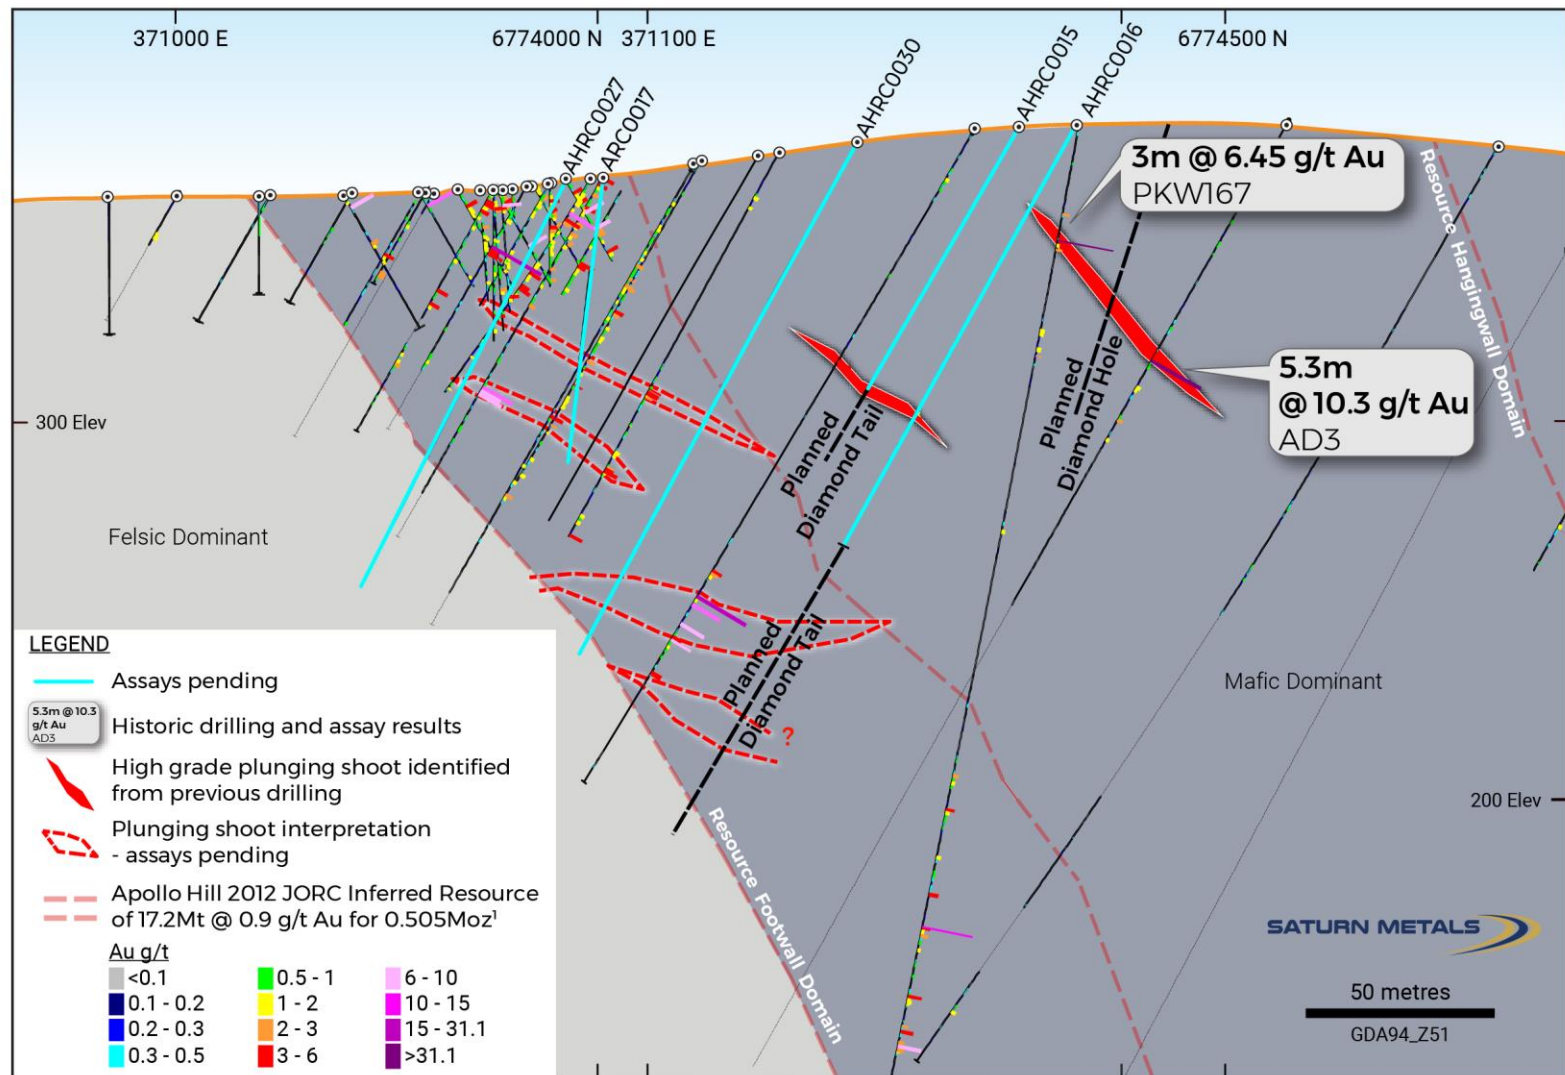 371000 E
6774000 N
371100 E
6774500 N
AHRC0027
ARC0017
AHRC0030
AHRC0015
AHRC0016
3m @ 6.45 g/t Au
PKW167
5.3m
@ 10.3 g/t Au
AD3
Resource Hangingwall Domain
Planned
Diamond Hole
Planned
Diamond Tail
300 Elev
Felsic Dominant
Planned
Diamond Tail
?
Mafic Dominant
200 Elev
Resource Footwall Domain
LEGEND
Assays pending
5.3m @ 10.3
g/t Au
AD3
Historic drilling and assay results
High grade plunging shoot identified
from previous drilling
Plunging shoot interpretation
- assays pending
Apollo Hill 2012 JORC Inferred Resource
of 17.2Mt @ 0.9 g/t Au for 0.505Moz¹
Au g/t
<0.1
0.1 - 0.2
0.2 - 0.3
0.3 - 0.5
0.5 - 1
1 - 2
2 - 3
3 - 6
6 - 10
10 - 15
15 - 31.1
>31.1
SATURN METALS
50 metres
GDA94_Z51